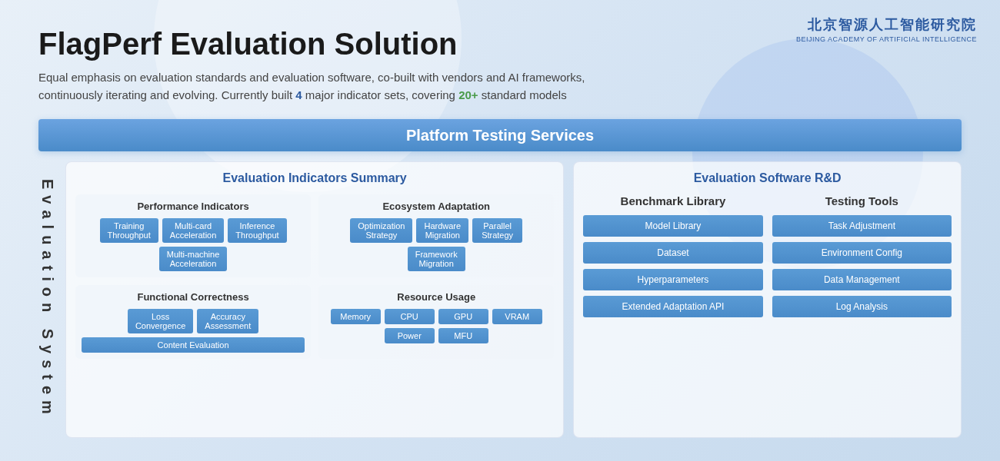 北京智源人工智能研究院
BEIJING ACADEMY OF ARTIFICIAL INTELLIGENCE
FlagPerf Evaluation Solution
Equal emphasis on evaluation standards and evaluation software, co-built with vendors and AI frameworks,
continuously iterating and evolving. Currently built 4 major indicator sets, covering 20+ standard models
Platform Testing Services
Evaluation System
Evaluation Indicators Summary
Performance Indicators
Training
Throughput
Multi-card
Acceleration
Inference
Throughput
Multi-machine
Acceleration
Ecosystem Adaptation
Optimization
Strategy
Hardware
Migration
Parallel
Strategy
Framework
Migration
Functional Correctness
Loss
Convergence
Accuracy
Assessment
Content Evaluation
Resource Usage
Memory
CPU
GPU
VRAM
Power
MFU
Evaluation Software R&D
Benchmark Library
Model Library
Dataset
Hyperparameters
Extended Adaptation API
Testing Tools
Task Adjustment
Environment Config
Data Management
Log Analysis